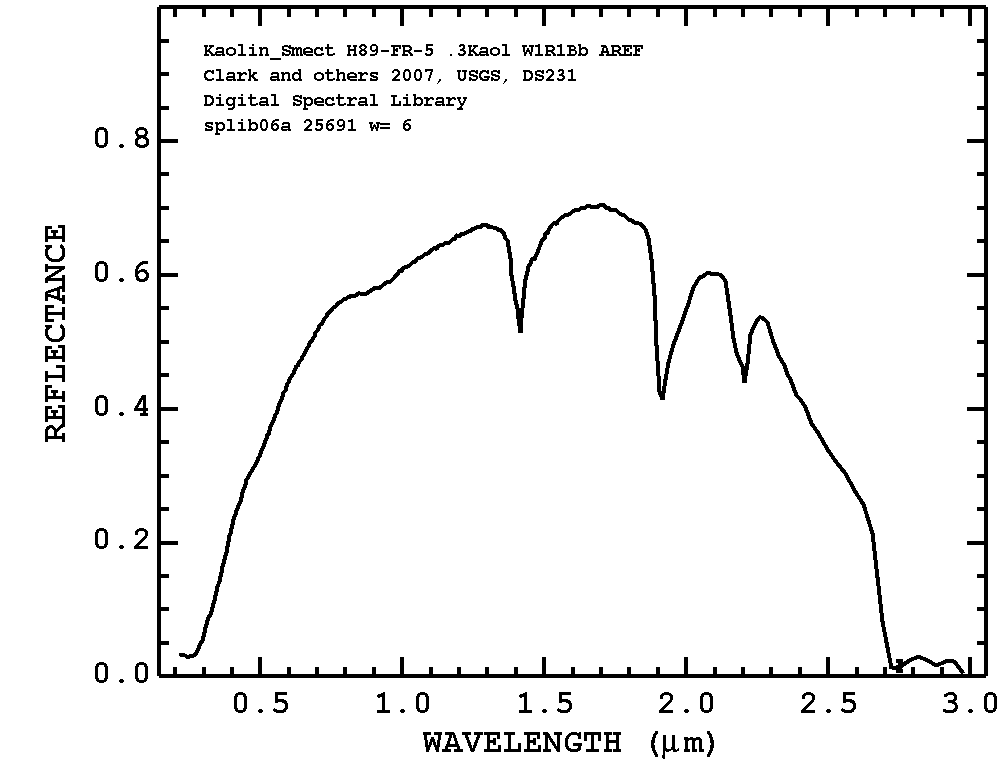 Kaolin_Smect H89-FR-5 .3Kaol W1R1Bb AREF
Clark and others 2007, USGS, DS231
Digital Spectral Library
splib06a 25691 w= 6
REFLECTANCE
0.8
0.6
0.4
0.2
0.0
0.5 1.0 1.5 2.0 2.5 3.0
WAVELENGTH (μm)